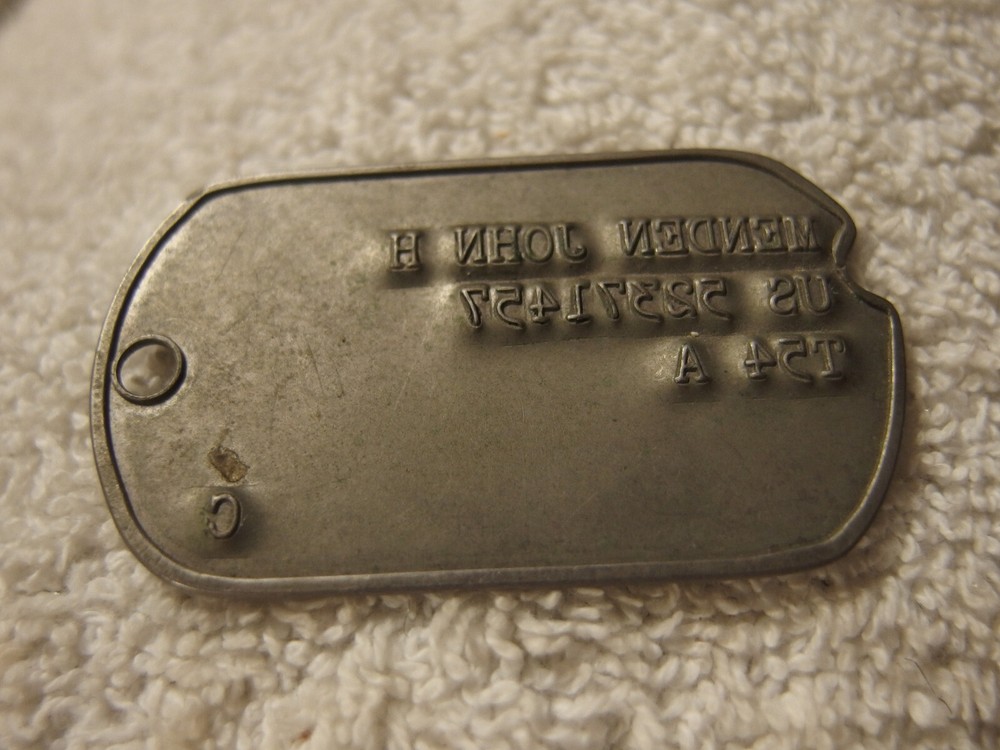 MENDEN JOHN H
US 52371457
T54 A
C